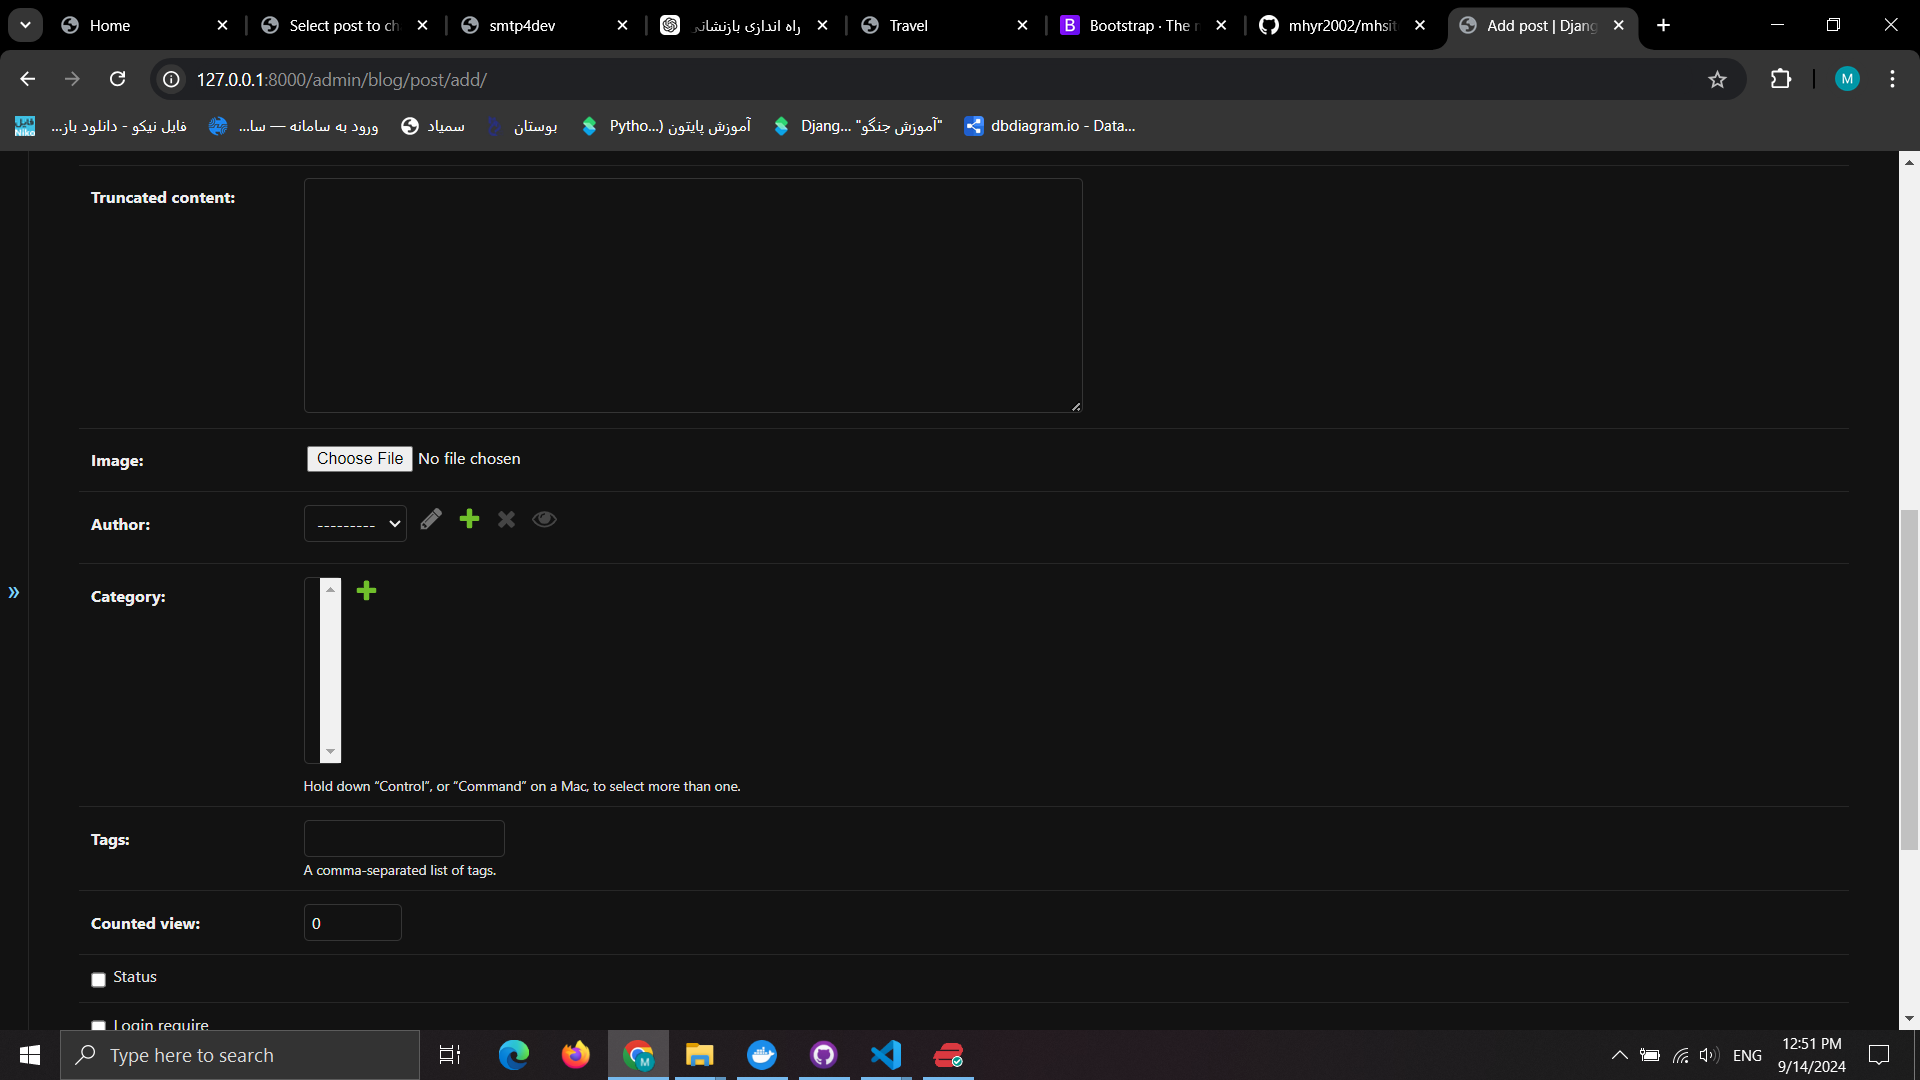 Home
Select post to ch
smtp4dev
راه اندازی بازنشانی
Travel
B Bootstrap · The
mhyr2002/mhsit
Add post | Djang
127.0.0.1:8000/admin/blog/post/add/
M
فایل نیکو - دانلود باز...
ورود به سامانه — سا...
سمیاد
بوستان
آموزش پایتون (Pytho...
"آموزش جنگو" Djang...
dbdiagram.io - Data...
Truncated content:
Image:
Choose File No file chosen
Author:
---------
Category:
Hold down “Control”, or “Command” on a Mac, to select more than one.
Tags:
A comma-separated list of tags.
Counted view:
0
Status
Login require
Type here to search
ENG
12:51 PM
9/14/2024